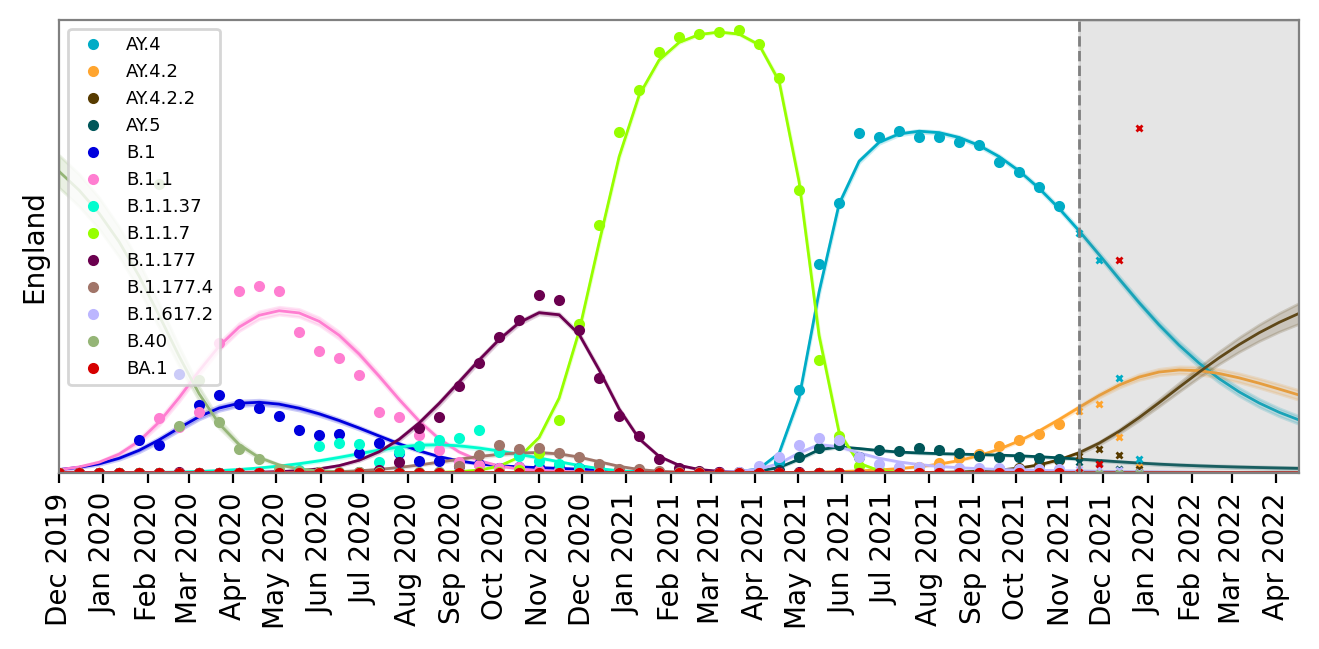 AY.4
AY.4.2
AY.4.2.2
AY.5
B.1
B.1.1
B.1.1.37
B.1.1.7
B.1.177
B.1.177.4
B.1.617.2
B.40
BA.1
England
Dec 2019
Jan 2020
Feb 2020
Mar 2020
Apr 2020
May 2020
Jun 2020
Jul 2020
Aug 2020
Sep 2020
Oct 2020
Nov 2020
Dec 2020
Jan 2021
Feb 2021
Mar 2021
Apr 2021
May 2021
Jun 2021
Jul 2021
Aug 2021
Sep 2021
Oct 2021
Nov 2021
Dec 2021
Jan 2022
Feb 2022
Mar 2022
Apr 2022